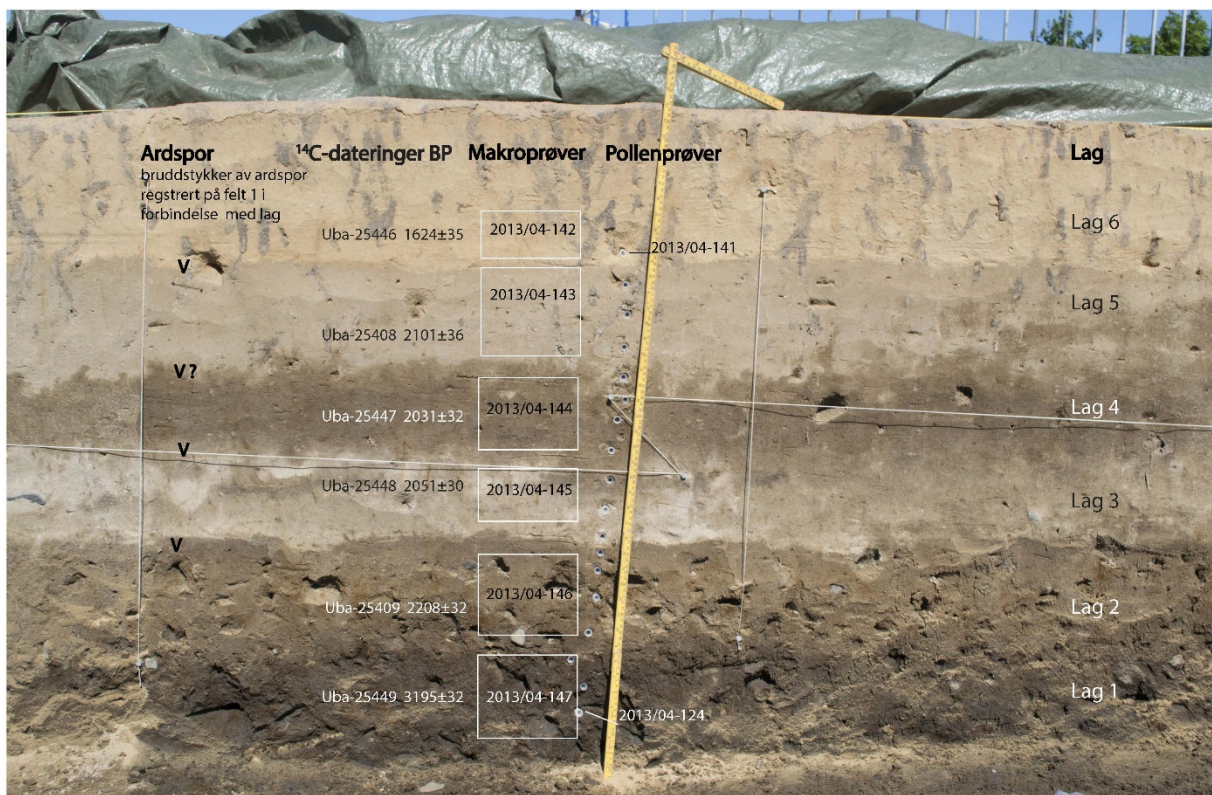 Ardspor
bruddstykker av ardspor
regstrert på felt 1 i
forbindelse med lag
¹⁴C-dateringer BP
Makroprøver
Pollenprøver
Lag
Uba-25446 1624±35
2013/04-142
2013/04-141
Lag 6
V
2013/04-143
Lag 5
Uba-25408 2101±36
V ?
Uba-25447 2031±32
2013/04-144
Lag 4
V
Uba-25448 2051±30
2013/04-145
Lag 3
V
Uba-25409 2208±32
2013/04-146
Lag 2
Uba-25449 3195±32
2013/04-147
2013/04-124
Lag 1